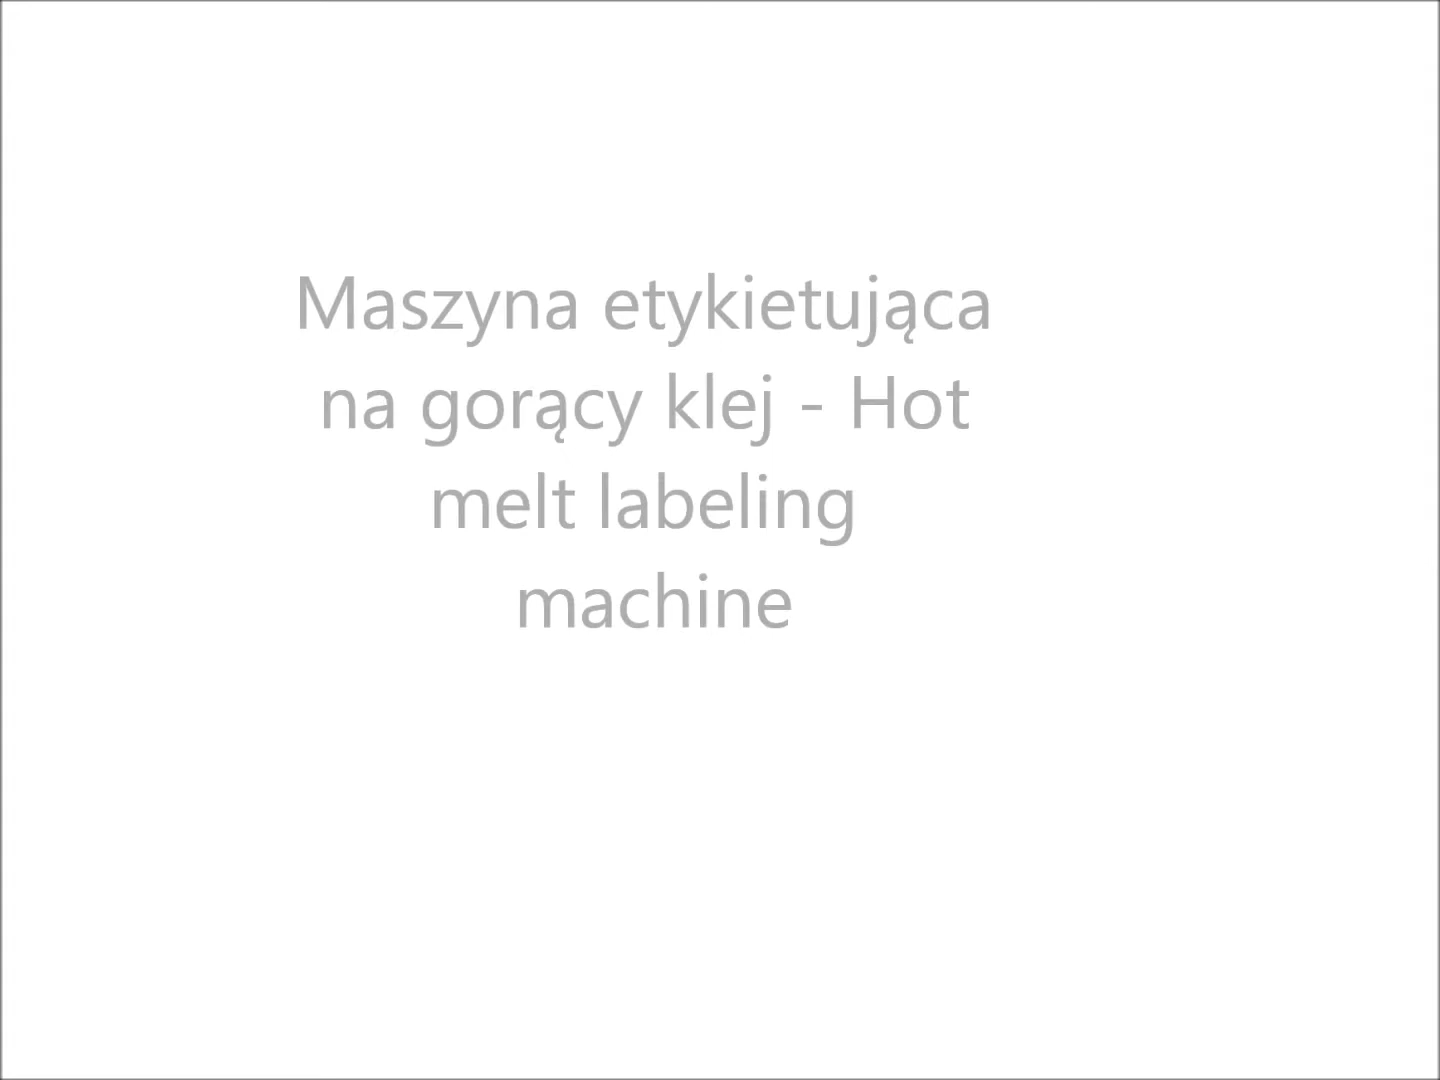 Maszyna etykietująca
na gorący klej - Hot
melt labeling
machine